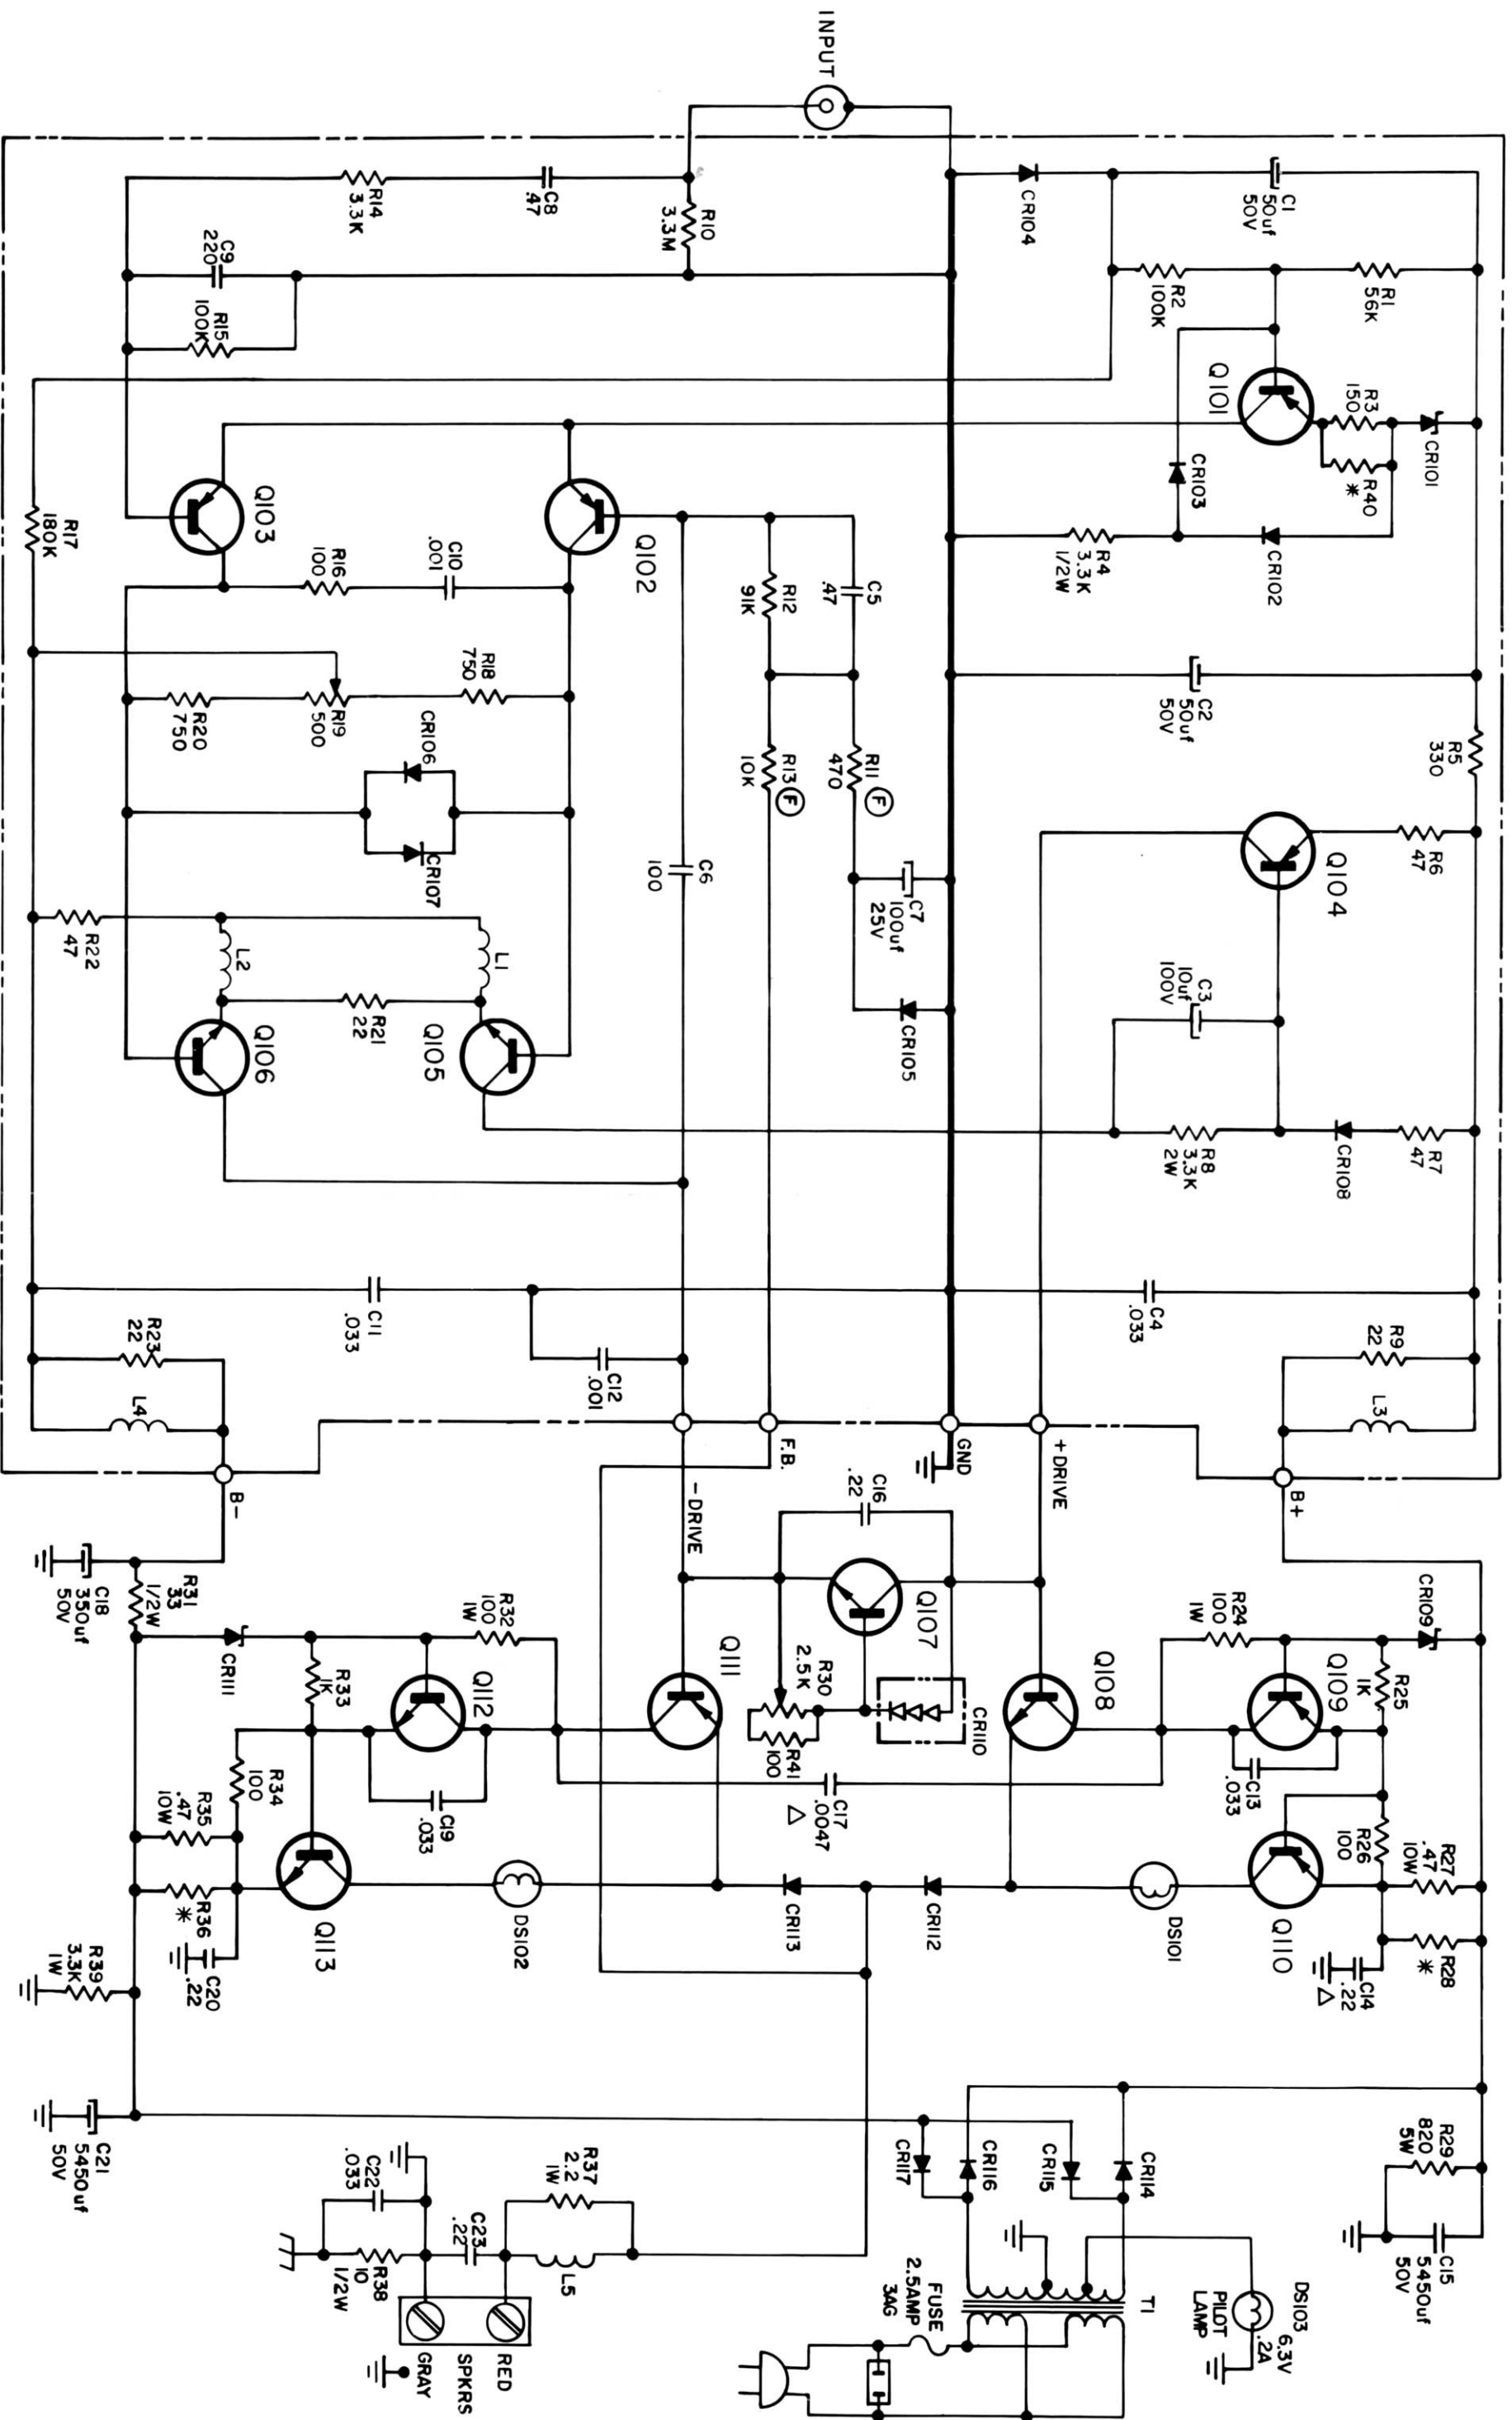 INPUT
C1
50uf
50V
CR104
R1
56K
R2
100K
R10
3.3M
C8
.47
R14
3.3K
C9
220
R15
100K
Q101
R3
150
CR101
R40
*
CR103
CR102
R4
3.3K
1/2W
Q102
Q103
C5
.47
R12
91K
C10
.001
R16
100
R17
180K
C2
50uf
50V
R5
330
R11
470
F
R13
10K
F
R18
750
R19
500
R20
750
CR106
CR107
R6
47
Q104
C7
100uf
25V
C6
100
R22
47
L1
L2
R21
22
Q105
Q106
C3
10uf
100V
CR105
R7
47
CR108
R8
3.3K
2W
C4
.033
C11
.033
C12
.001
R9
22
L3
R23
22
L4
B+
+DRIVE
GND
F.B.
-DRIVE
B-
C16
.22
CR109
R24
100
1W
Q109
R25
1K
Q108
Q107
CR110
R30
2.5K
R41
100
Q111
R32
100
1W
Q112
R33
1K
CR111
R31
33
1/2W
C18
350uf
50V
C13
.033
R26
100
R27
.47
10W
C17
.0047
△
C19
.033
R34
100
R35
.47
10W
R36
*
Q113
DS102
CR113
CR112
DS101
Q110
R28
*
C14
.22
△
C20
.22
R39
3.3K
1W
C21
5450uf
50V
R29
820
5W
C15
5450uf
50V
CR114
CR115
CR116
CR117
R37
2.2
1W
L5
C22
.033
C23
.22
R38
10
1/2W
T1
DS103
6.3V
.2A
PILOT
LAMP
FUSE
2.5AMP
3AG
RED
SPKRS
GRAY